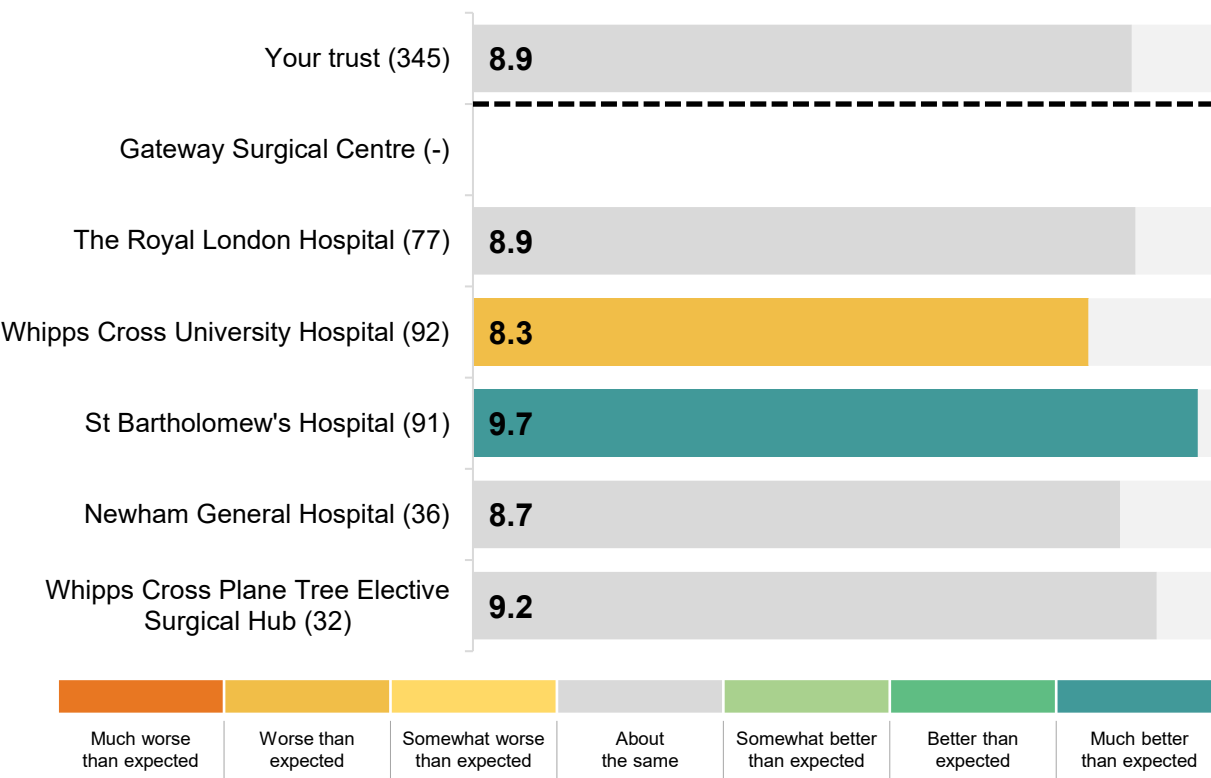 Your trust (345)
8.9
Gateway Surgical Centre (-)
The Royal London Hospital (77)
8.9
Whipps Cross University Hospital (92)
8.3
St Bartholomew's Hospital (91)
9.7
Newham General Hospital (36)
8.7
Whipps Cross Plane Tree Elective
Surgical Hub (32)
9.2
Much worse
than expected
Worse than
expected
Somewhat worse
than expected
About
the same
Somewhat better
than expected
Better than
expected
Much better
than expected